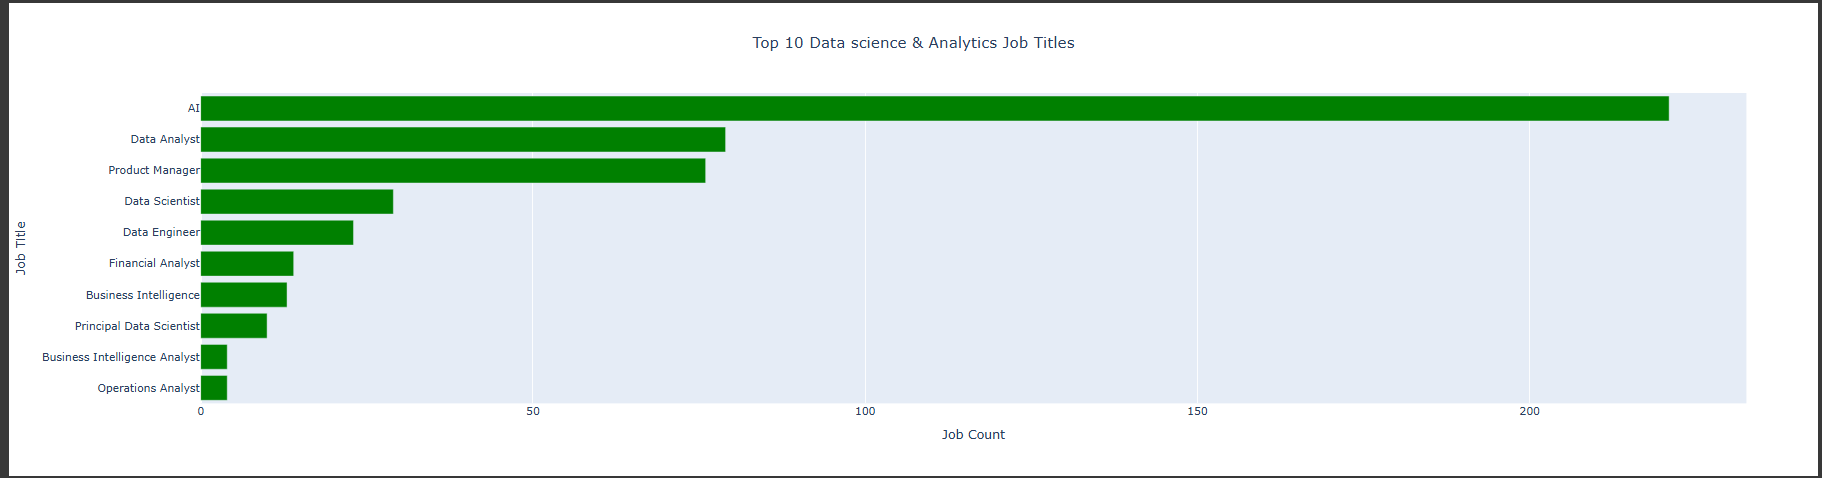 Top 10 Data science & Analytics Job Titles
Job Title
AI
Data Analyst
Product Manager
Data Scientist
Data Engineer
Financial Analyst
Business Intelligence
Principal Data Scientist
Business Intelligence Analyst
Operations Analyst
0 50 100 150 200
Job Count